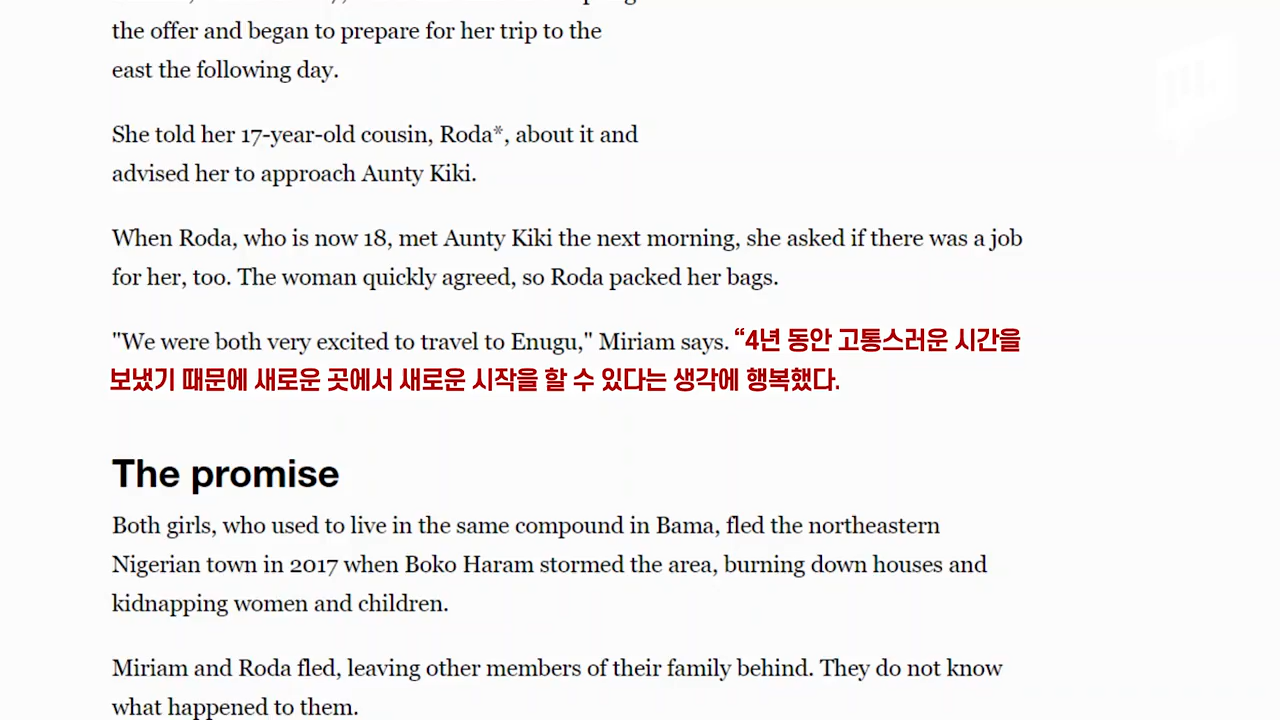 the offer and began to prepare for her trip to the
east the following day.
She told her 17-year-old cousin, Roda*, about it and
advised her to approach Aunty Kiki.
When Roda, who is now 18, met Aunty Kiki the next morning, she asked if there was a job
for her, too. The woman quickly agreed, so Roda packed her bags.
"We were both very excited to travel to Enugu," Miriam says. “4년 동안 고통스러운 시간을
보냈기 때문에 새로운 곳에서 새로운 시작을 할 수 있다는 생각에 행복했다.
The promise
Both girls, who used to live in the same compound in Bama, fled the northeastern
Nigerian town in 2017 when Boko Haram stormed the area, burning down houses and
kidnapping women and children.
Miriam and Roda fled, leaving other members of their family behind. They do not know
what happened to them.